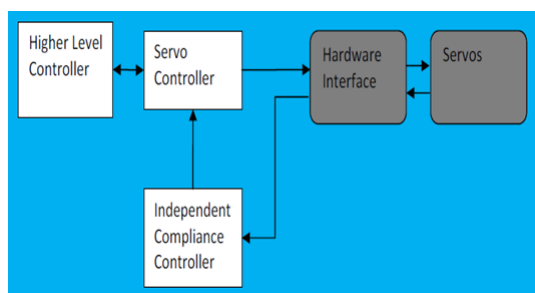 Higher Level
Controller
Servo
Controller
Hardware
Interface
Servos
Independent
Compliance
Controller